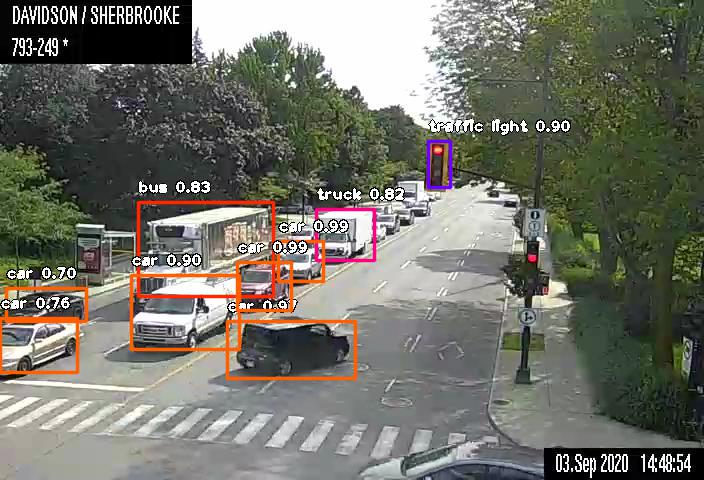 DAVIDSON / SHERBROOKE
793-249 *
traffic light 0.90
bus 0.83
truck 0.82
car 0.99
car 0.99
car 0.90
car 0.70
car 0.76
car 0.97
03.Sep 2020 14:48:54